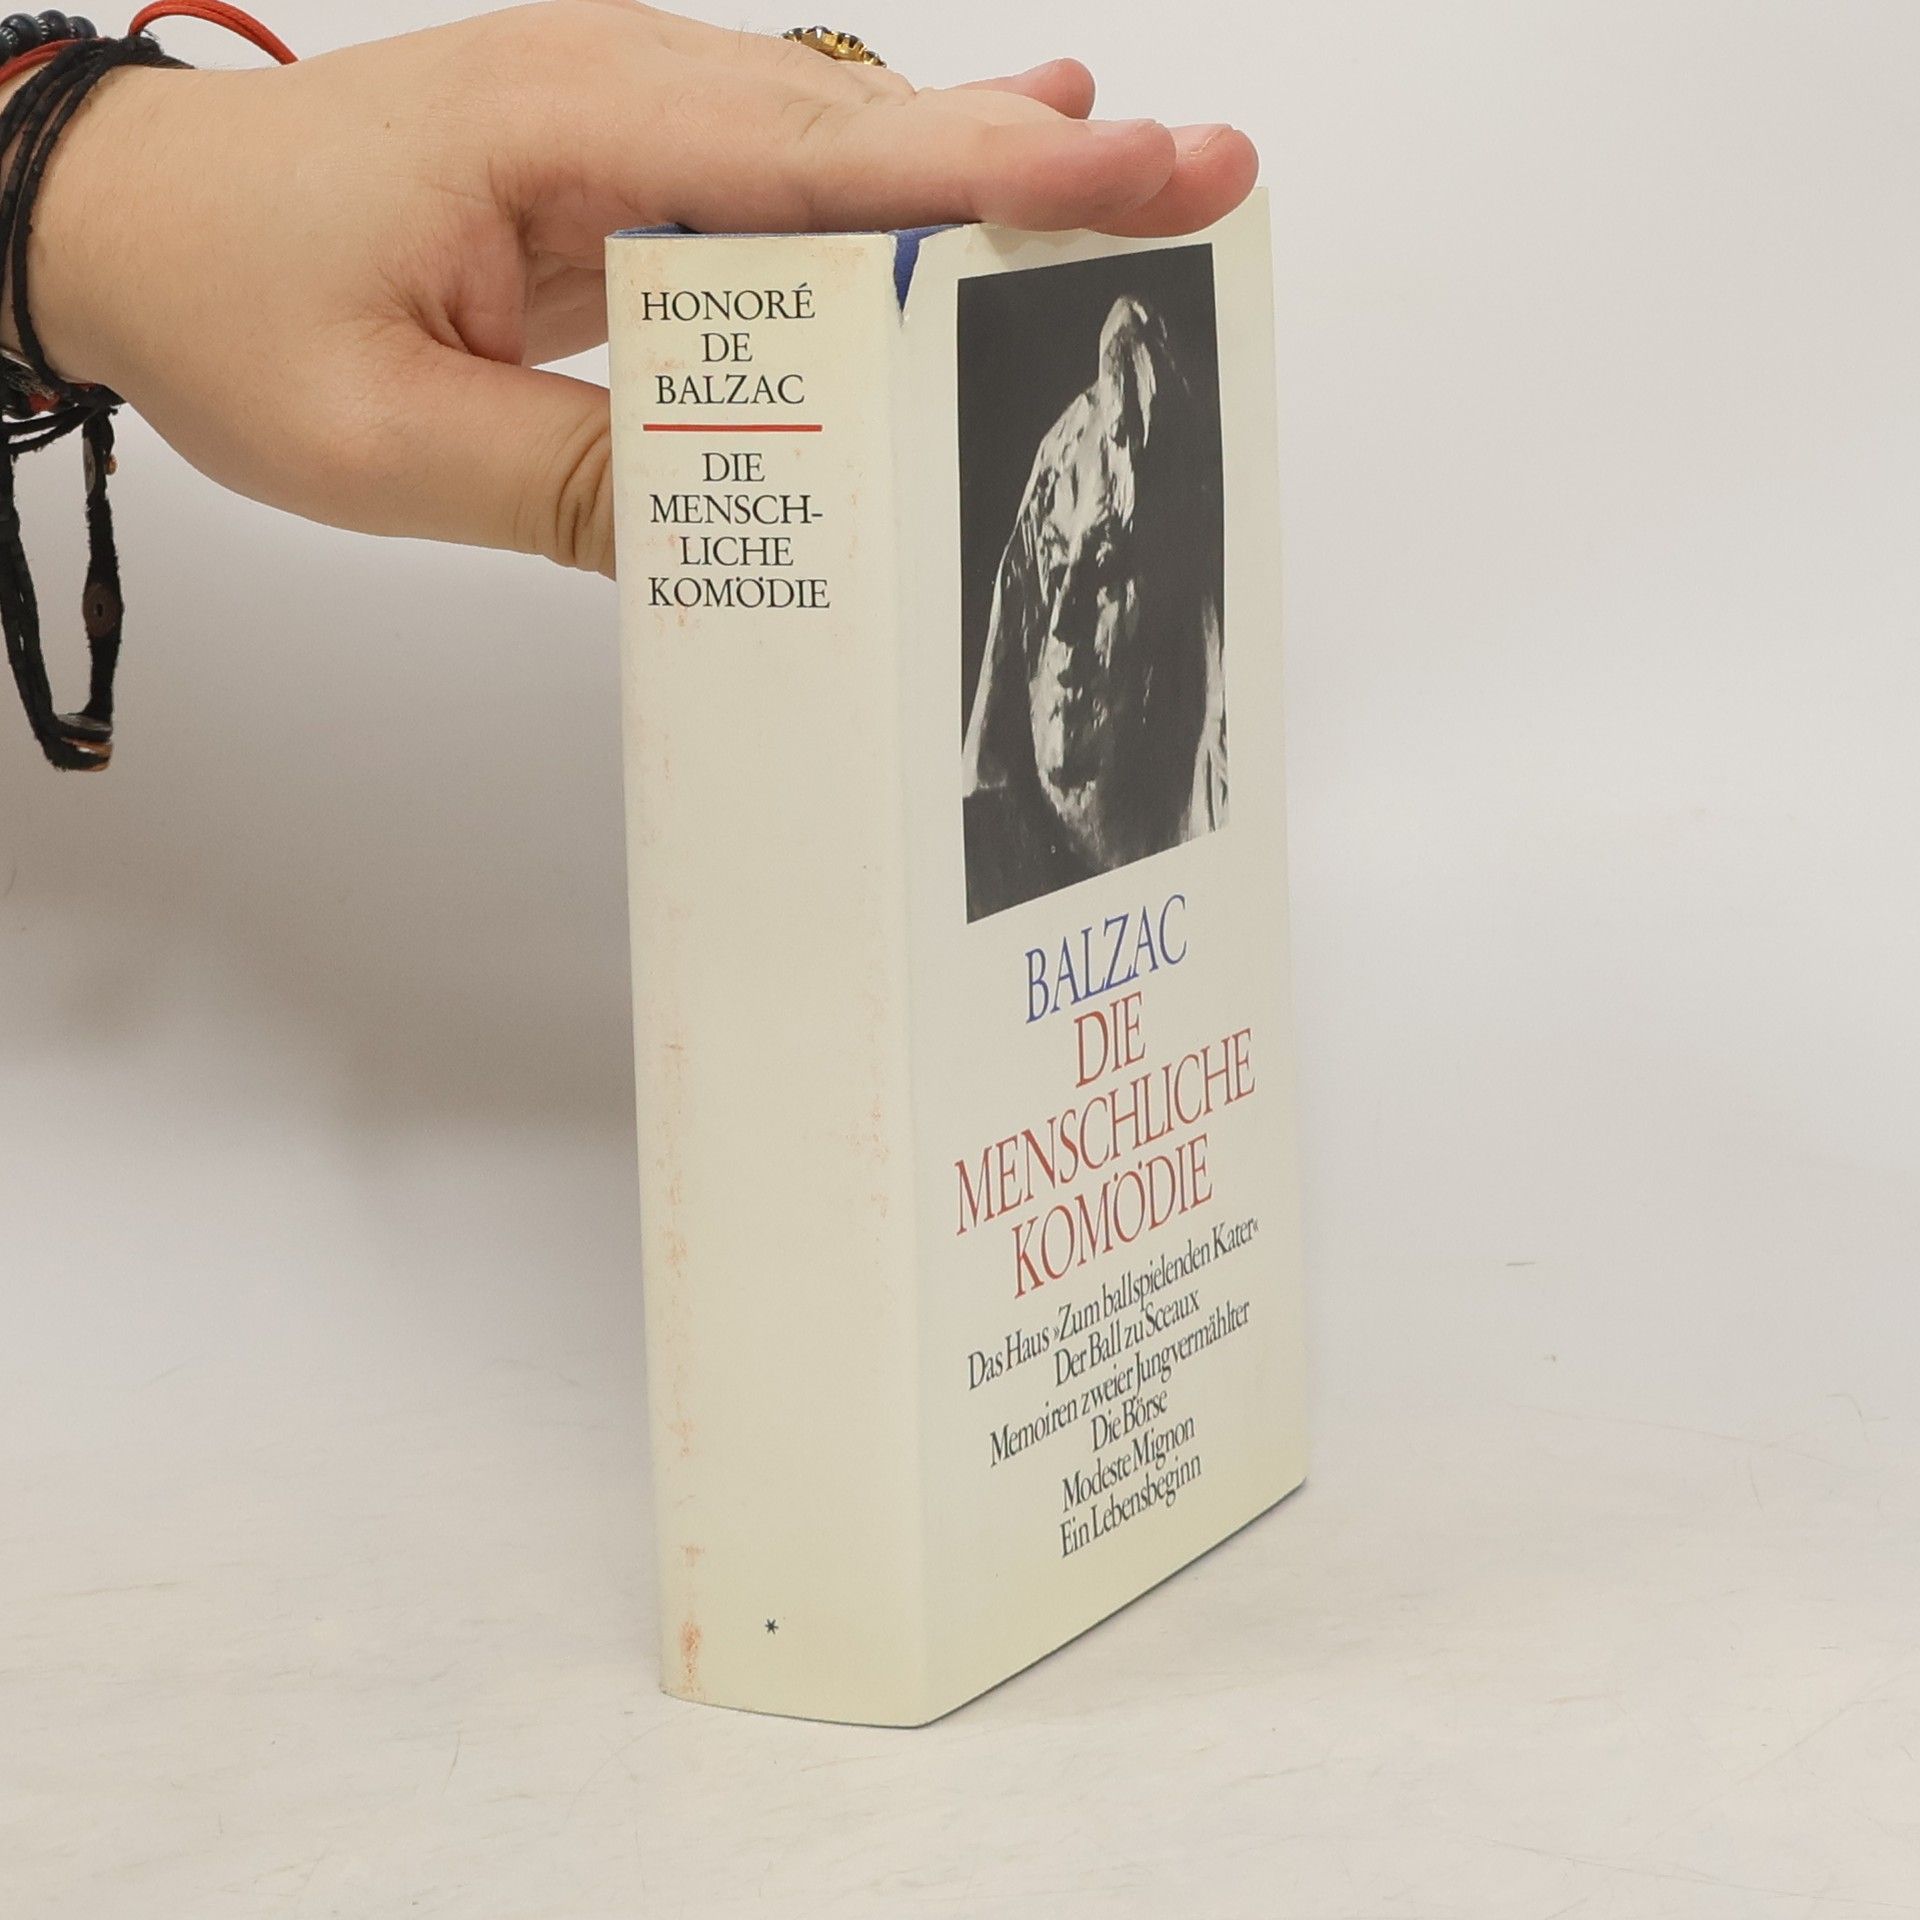 HONORÉ
DE
BALZAC
DIE
MENSCH-
LICHE
KOMÖDIE
*
BALZAC
DIE
MENSCHLICHE
KOMÖDIE
Das Haus »Zum ballspielenden Kater«
Der Ball zu Sceaux
Memoiren zweier Jungvermählter
Die Börse
Modeste Mignon
Ein Lebensbeginn